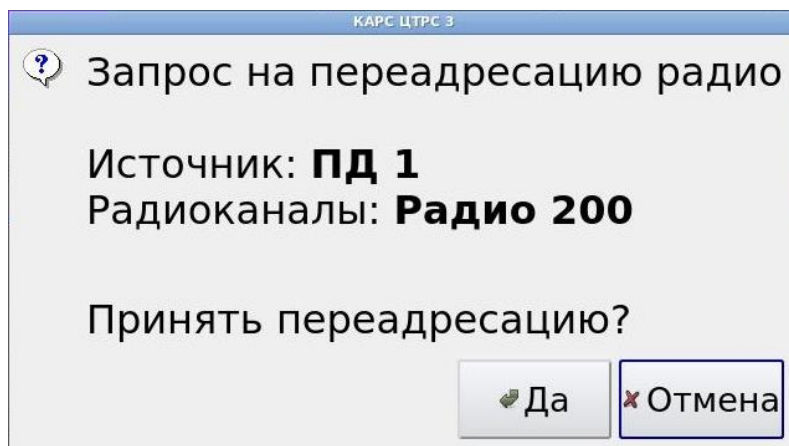 КАРС ЦТРС 3
Запрос на переадресацию радио
Источник: ПД 1
Радиоканалы: Радио 200
Принять переадресацию?
Да
Отмена